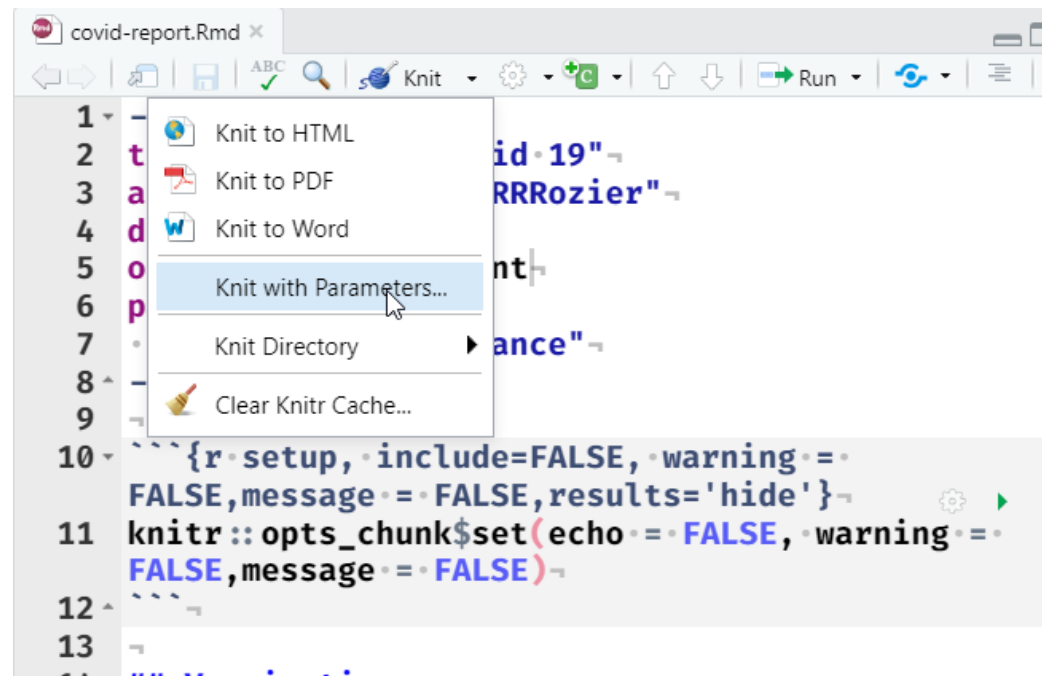 covid-report.Rmd
ABC Knit C Run
1 –
Knit to HTML
2 t id 19"
Knit to PDF
3 a RRRozier"
4 d
Knit to Word
5 o nt
Knit with Parameters...
6 p
7 ance"
Knit Directory
8 –
9
Clear Knitr Cache...
10 ```{r setup, include=FALSE, warning =
FALSE,message = FALSE,results='hide'}
11 knitr::opts_chunk$set(echo = FALSE, warning =
FALSE,message = FALSE)
12 ```
13